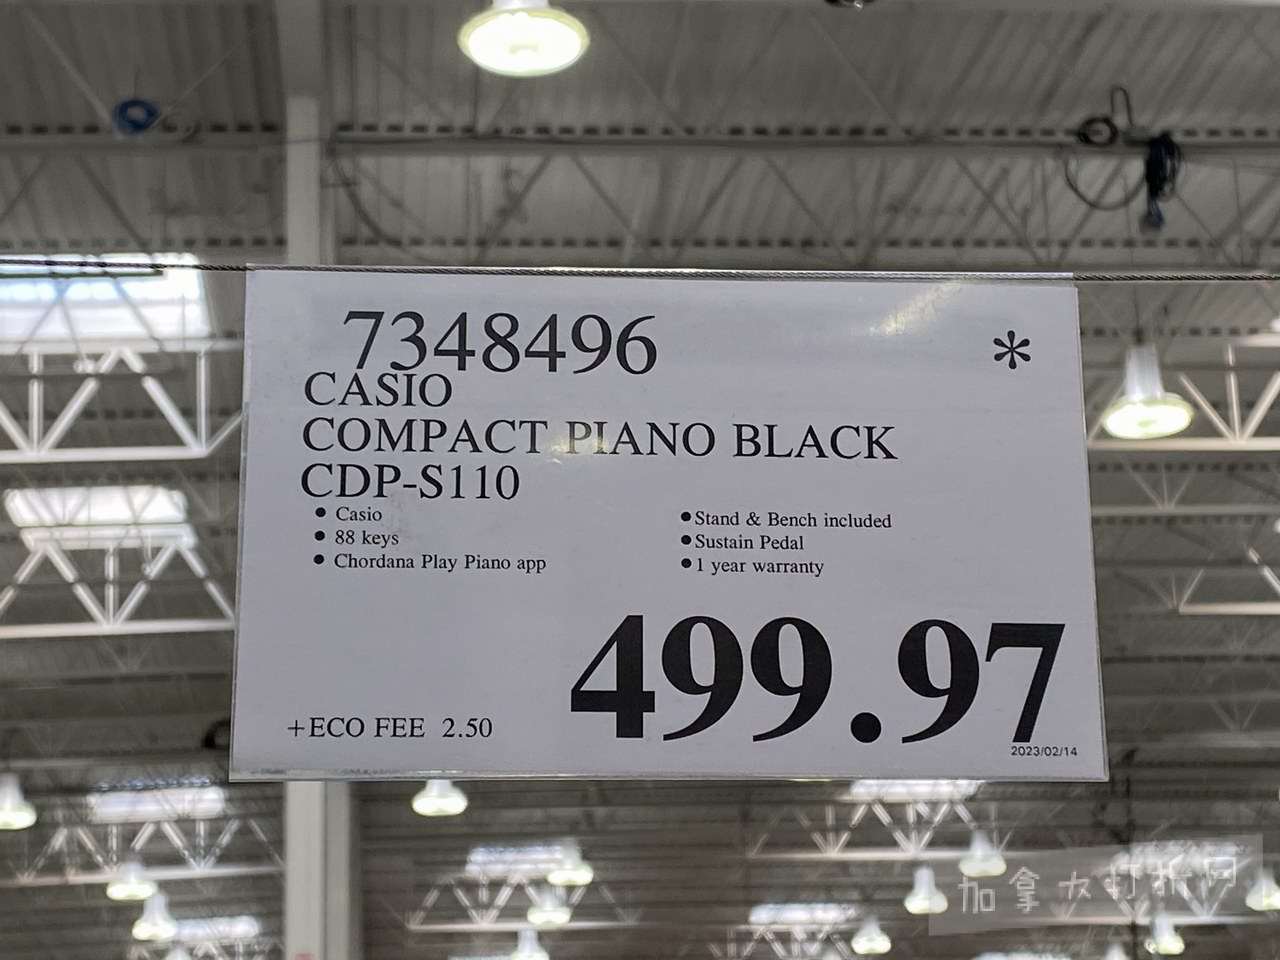 7348496
*
CASIO
COMPACT PIANO BLACK
CDP-S110
● Casio
● 88 keys
● Chordana Play Piano app
● Stand & Bench included
● Sustain Pedal
● 1 year warranty
499.97
+ECO FEE 2.50
2023/02/14
加拿大打折网